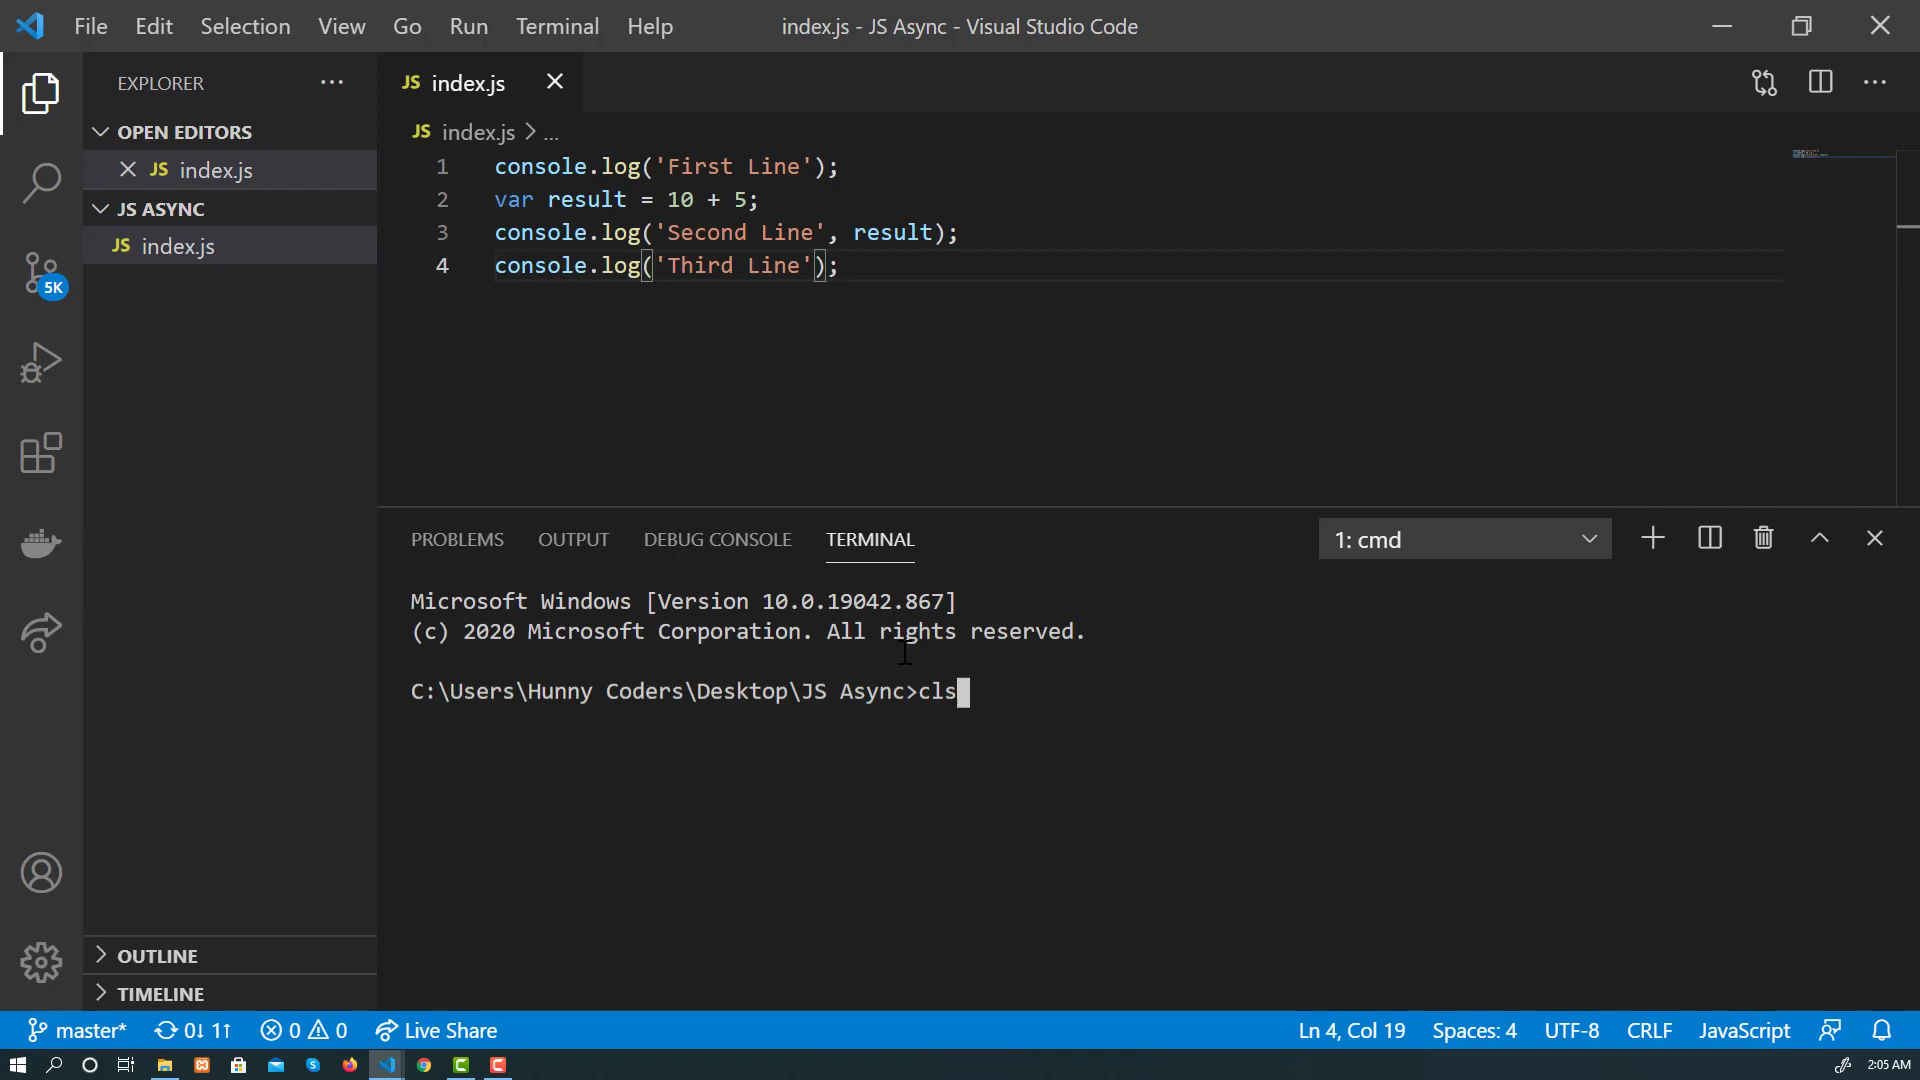 File Edit Selection View Go Run Terminal Help
index.js - JS Async - Visual Studio Code
EXPLORER
OPEN EDITORS
JS index.js
JS ASYNC
JS index.js
5K
OUTLINE
TIMELINE
JS index.js
JS index.js > ...
1 console.log('First Line');
2 var result = 10 + 5;
3 console.log('Second Line', result);
4 console.log('Third Line');
PROBLEMS OUTPUT DEBUG CONSOLE TERMINAL
1: cmd
Microsoft Windows [Version 10.0.19042.867]
(c) 2020 Microsoft Corporation. All rights reserved.
C:\Users\Hunny Coders\Desktop\JS Async>cls
master* 0↓ 1↑ 0 0 Live Share
Ln 4, Col 19 Spaces: 4 UTF-8 CRLF JavaScript
2:05 AM